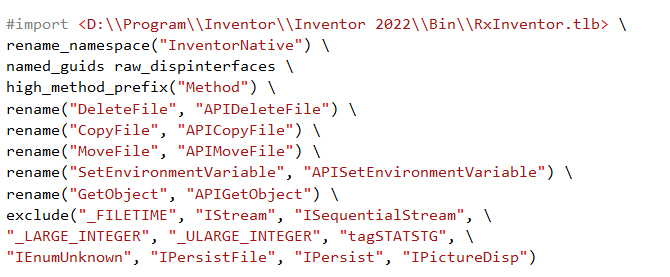 #import <D:\\Program\\Inventor\\Inventor 2022\\Bin\\RxInventor.tlb> \
rename_namespace("InventorNative") \
named_guids raw_dispinterfaces \
high_method_prefix("Method") \
rename("DeleteFile", "APIDeleteFile") \
rename("CopyFile", "APICopyFile") \
rename("MoveFile", "APIMoveFile") \
rename("SetEnvironmentVariable", "APISetEnvironmentVariable") \
rename("GetObject", "APIGetObject") \
exclude("_FILETIME", "IStream", "ISequentialStream", \
"_LARGE_INTEGER", "_ULARGE_INTEGER", "tagSTATSTG", \
"IEnumUnknown", "IPersistFile", "IPersist", "IPictureDisp")